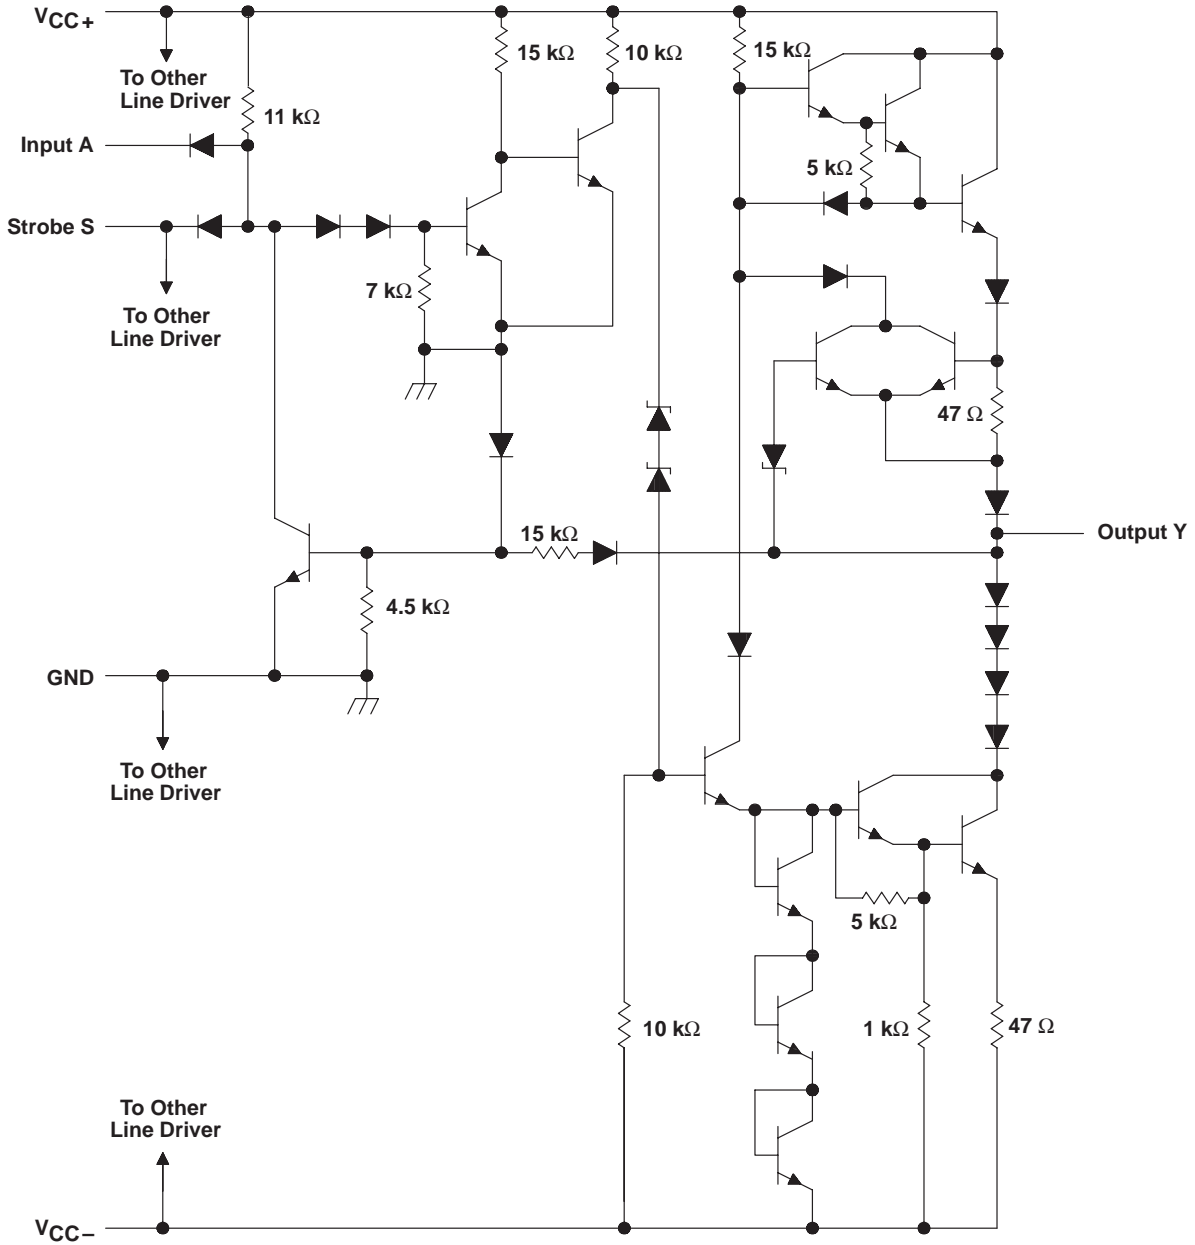 VCC+
15 kΩ
10 kΩ
15 kΩ
To Other
Line Driver
11 kΩ
Input A
5 kΩ
Strobe S
7 kΩ
To Other
Line Driver
47 Ω
15 kΩ
Output Y
4.5 kΩ
GND
To Other
Line Driver
5 kΩ
10 kΩ
1 kΩ
47 Ω
To Other
Line Driver
VCC−